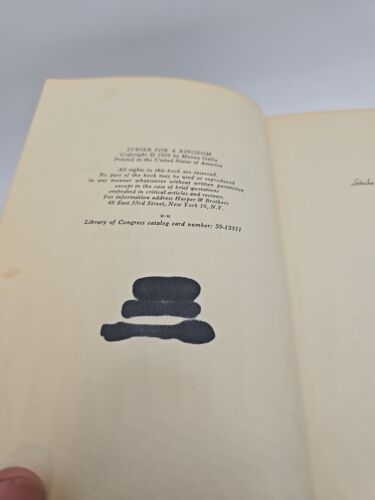 STRIKE FOR A KINGDOM
Copyright © 1959 by Menna Gallie
Printed in the United States of America
All rights in this book are reserved.
No part of the book may be used or reproduced
in any manner whatsoever without written permission
except in the case of brief quotations
embodied in critical articles and reviews.
For information address Harper & Brothers
49 East 33rd Street, New York 16, N.Y.
Library of Congress catalog card number: 59-13311
Strike